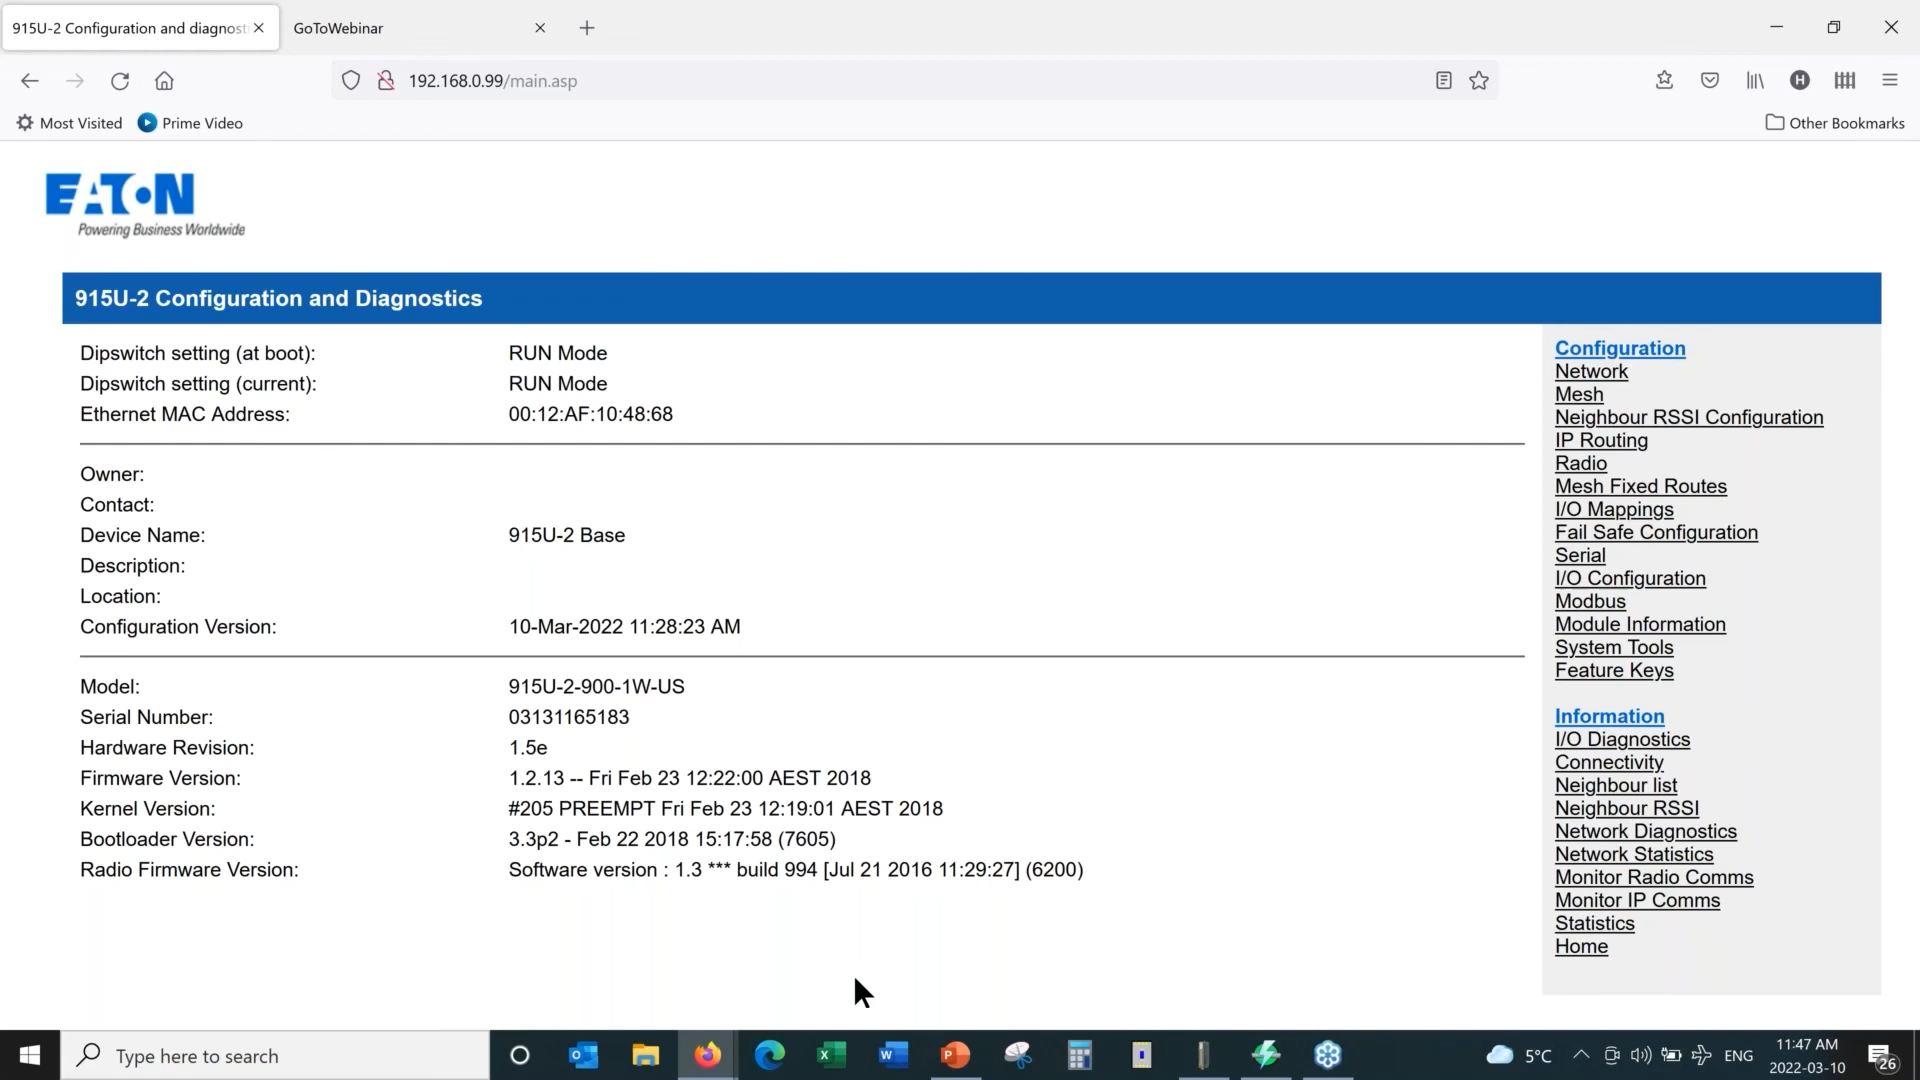 915U-2 Configuration and diagnosti
GoToWebinar
192.168.0.99/main.asp
Most Visited
Prime Video
Other Bookmarks
EATON
Powering Business Worldwide
915U-2 Configuration and Diagnostics
Dipswitch setting (at boot): RUN Mode
Dipswitch setting (current): RUN Mode
Ethernet MAC Address: 00:12:AF:10:48:68
Owner:
Contact:
Device Name: 915U-2 Base
Description:
Location:
Configuration Version: 10-Mar-2022 11:28:23 AM
Model: 915U-2-900-1W-US
Serial Number: 03131165183
Hardware Revision: 1.5e
Firmware Version: 1.2.13 -- Fri Feb 23 12:22:00 AEST 2018
Kernel Version: #205 PREEMPT Fri Feb 23 12:19:01 AEST 2018
Bootloader Version: 3.3p2 - Feb 22 2018 15:17:58 (7605)
Radio Firmware Version: Software version : 1.3 *** build 994 [Jul 21 2016 11:29:27] (6200)
Configuration
Network
Mesh
Neighbour RSSI Configuration
IP Routing
Radio
Mesh Fixed Routes
I/O Mappings
Fail Safe Configuration
Serial
I/O Configuration
Modbus
Module Information
System Tools
Feature Keys
Information
I/O Diagnostics
Connectivity
Neighbour list
Neighbour RSSI
Network Diagnostics
Network Statistics
Monitor Radio Comms
Monitor IP Comms
Statistics
Home
Type here to search
5°C
ENG
11:47 AM
2022-03-10
26